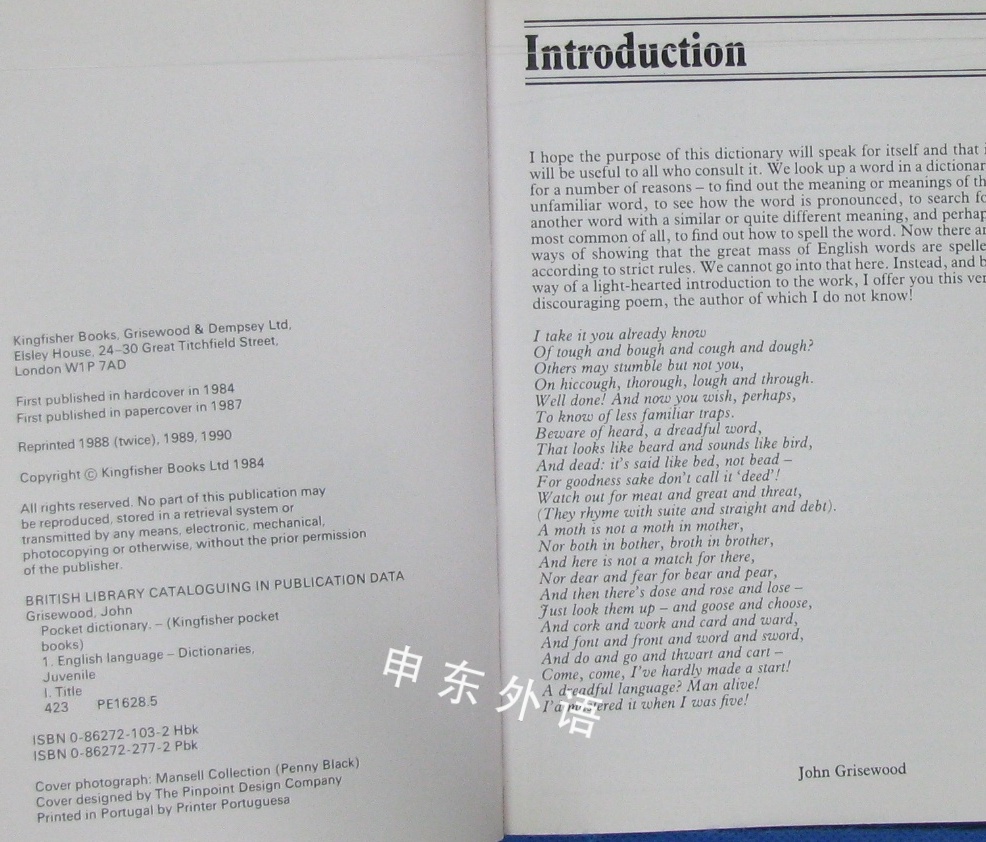 Kingfisher Books, Grisewood & Dempsey Ltd,
Elsley House, 24–30 Great Titchfield Street,
London W1P 7AD
First published in hardcover in 1984
First published in papercover in 1987
Reprinted 1988 (twice), 1989, 1990
Copyright © Kingfisher Books Ltd 1984
All rights reserved. No part of this publication may
be reproduced, stored in a retrieval system or
transmitted by any means, electronic, mechanical,
photocopying or otherwise, without the prior permission
of the publisher.
BRITISH LIBRARY CATALOGUING IN PUBLICATION DATA
Grisewood, John
Pocket dictionary. – (Kingfisher pocket
books)
1. English language – Dictionaries,
Juvenile
I. Title
423 PE1628.5
ISBN 0-86272-103-2 Hbk
ISBN 0-86272-277-2 Pbk
Cover photograph: Mansell Collection (Penny Black)
Cover designed by The Pinpoint Design Company
Printed in Portugal by Printer Portuguesa
Introduction
I hope the purpose of this dictionary will speak for itself and that
will be useful to all who consult it. We look up a word in a dictionar
for a number of reasons – to find out the meaning or meanings of th
unfamiliar word, to see how the word is pronounced, to search fo
another word with a similar or quite different meaning, and perhap
most common of all, to find out how to spell the word. Now there ar
ways of showing that the great mass of English words are spelle
according to strict rules. We cannot go into that here. Instead, and b
way of a light-hearted introduction to the work, I offer you this ver
discouraging poem, the author of which I do not know!
I take it you already know
Of tough and bough and cough and dough?
Others may stumble but not you,
On hiccough, thorough, lough and through.
Well done! And now you wish, perhaps,
To know of less familiar traps.
Beware of heard, a dreadful word,
That looks like beard and sounds like bird,
And dead: it's said like bed, not bead –
For goodness sake don't call it 'deed'!
Watch out for meat and great and threat,
(They rhyme with suite and straight and debt).
A moth is not a moth in mother,
Nor both in bother, broth in brother,
And here is not a match for there,
Nor dear and fear for bear and pear,
And then there's dose and rose and lose –
Just look them up – and goose and choose,
And cork and work and card and ward,
And font and front and word and sword,
And do and go and thwart and cart –
Come, come, I've hardly made a start!
A dreadful language? Man alive!
I'd mastered it when I was five!
John Grisewood
申东外语